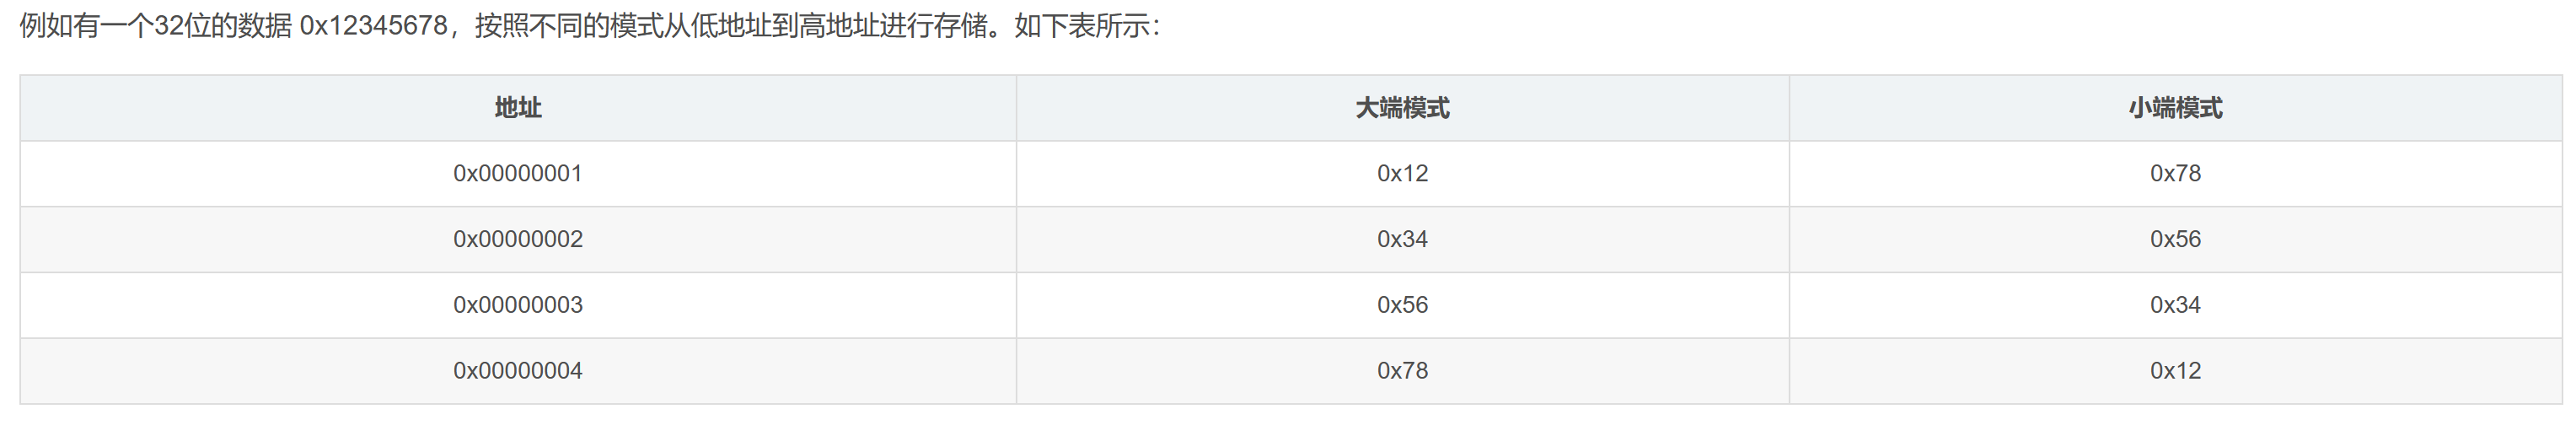 例如有一个32位的数据 0x12345678，按照不同的模式从低地址到高地址进行存储。如下表所示：
地址 大端模式 小端模式
0x00000001 0x12 0x78
0x00000002 0x34 0x56
0x00000003 0x56 0x34
0x00000004 0x78 0x12